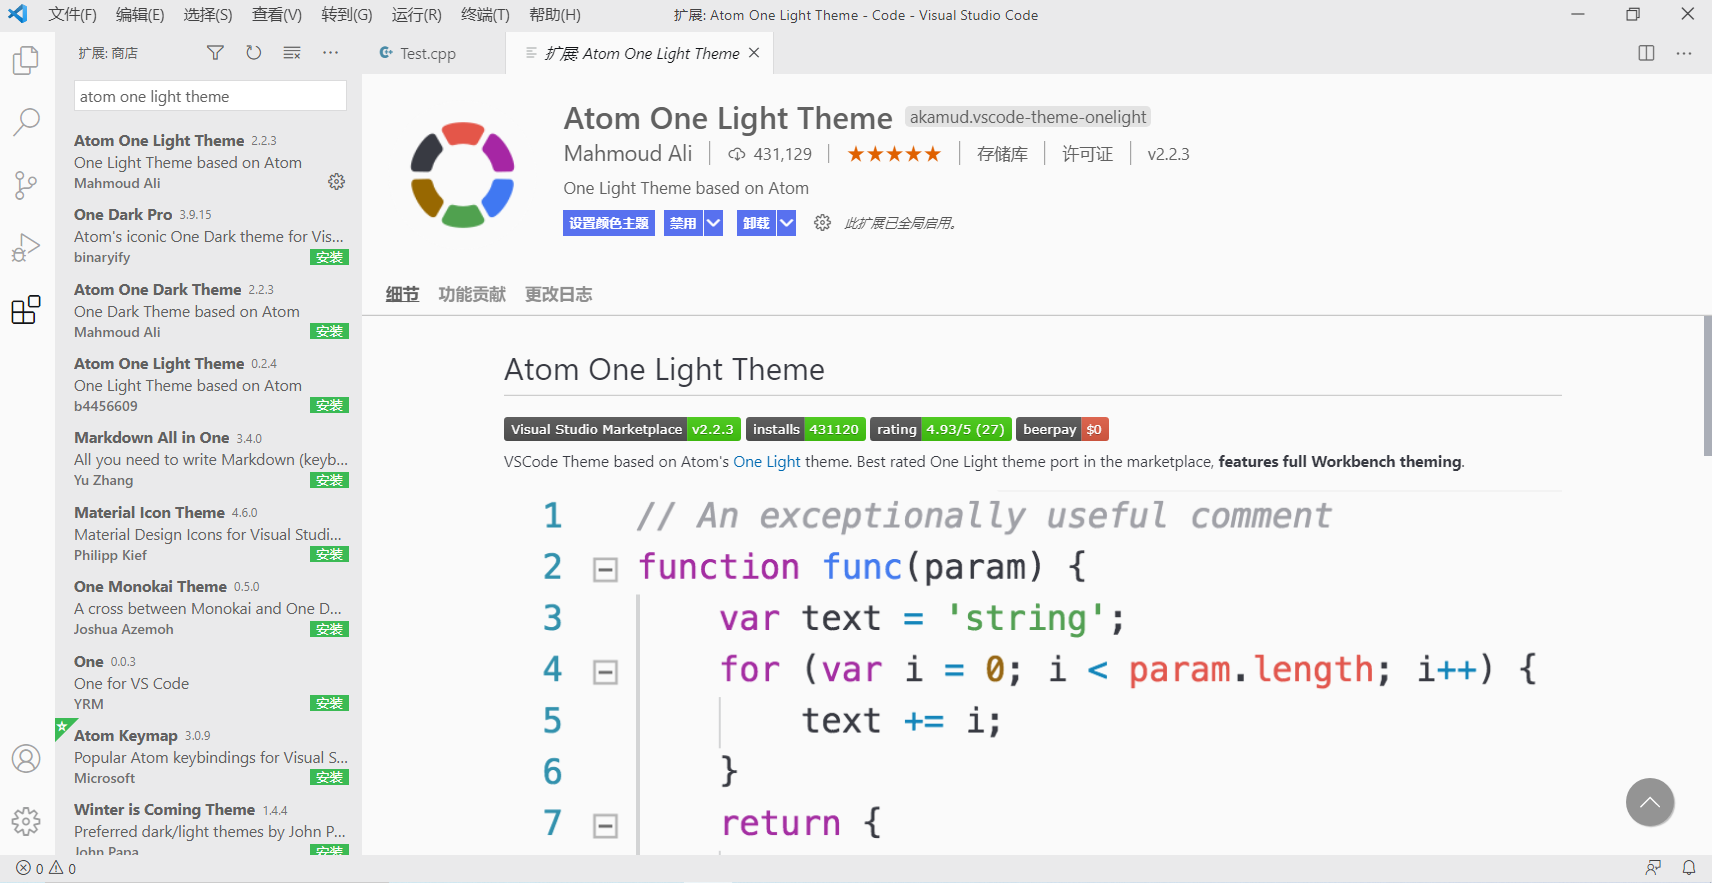 文件(F) 编辑(E) 选择(S) 查看(V) 转到(G) 运行(R) 终端(T) 帮助(H) 扩展: Atom One Light Theme - Code - Visual Studio Code
扩展: 商店
Test.cpp
扩展: Atom One Light Theme
atom one light theme
Atom One Light Theme 2.2.3
One Light Theme based on Atom
Mahmoud Ali
One Dark Pro 3.9.15
Atom's iconic One Dark theme for Vis...
binaryify 安装
Atom One Dark Theme 2.2.3
One Dark Theme based on Atom
Mahmoud Ali 安装
Atom One Light Theme 0.2.4
One Light Theme based on Atom
b4456609 安装
Markdown All in One 3.4.0
All you need to write Markdown (keyb...
Yu Zhang 安装
Material Icon Theme 4.6.0
Material Design Icons for Visual Studi...
Philipp Kief 安装
One Monokai Theme 0.5.0
A cross between Monokai and One D...
Joshua Azemoh 安装
One 0.0.3
One for VS Code
YRM 安装
Atom Keymap 3.0.9
Popular Atom keybindings for Visual S...
Microsoft 安装
Winter is Coming Theme 1.4.4
Preferred dark/light themes by John P...
John Papa 安装
Atom One Light Theme akamud.vscode-theme-onelight
Mahmoud Ali 431,129 存储库 许可证 v2.2.3
One Light Theme based on Atom
设置颜色主题 禁用 卸载 此扩展已全局启用。
细节 功能贡献 更改日志
Atom One Light Theme
Visual Studio Marketplace v2.2.3 installs 431120 rating 4.93/5 (27) beerpay $0
VSCode Theme based on Atom's One Light theme. Best rated One Light theme port in the marketplace, features full Workbench theming.
1 // An exceptionally useful comment
2 function func(param) {
3 var text = 'string';
4 for (var i = 0; i < param.length; i++) {
5 text += i;
6 }
7 return {
0 0